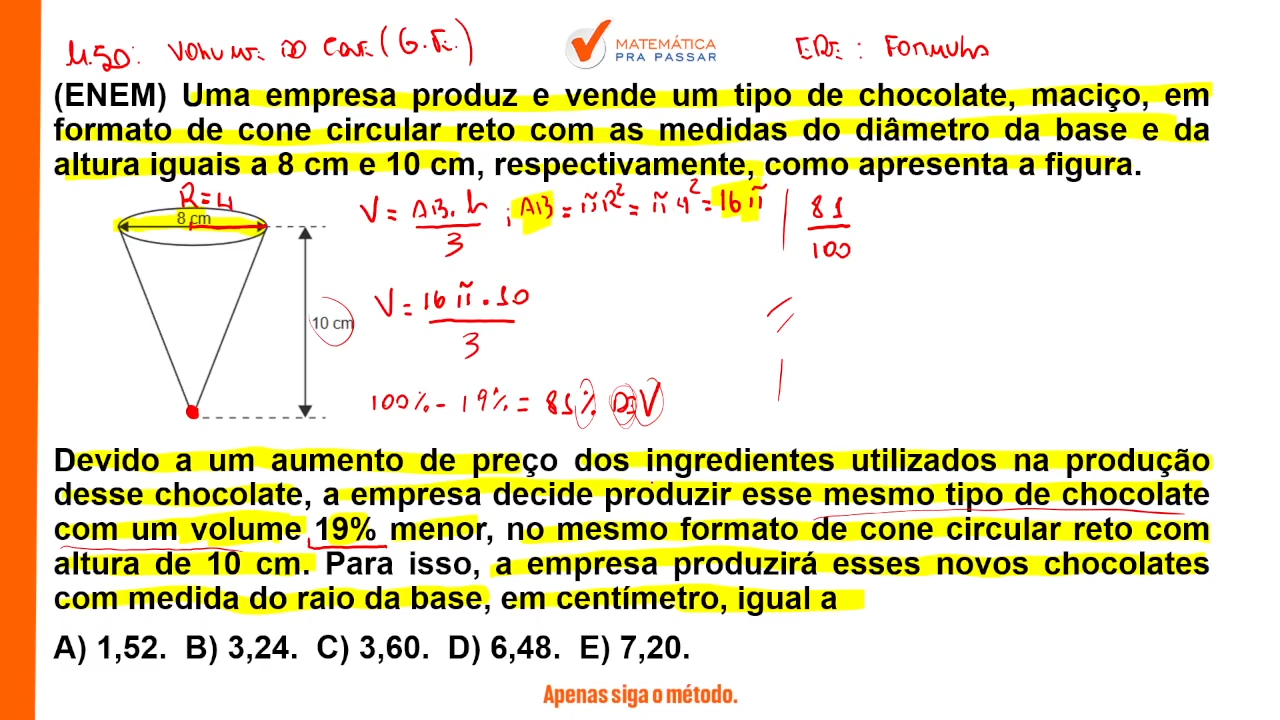 M.SD: VOLUME DO CONE (G.E.)
MATEMÁTICA
PRA PASSAR
: FORMULAS
(ENEM) Uma empresa produz e vende um tipo de chocolate, maciço, em
formato de cone circular reto com as medidas do diâmetro da base e da
altura iguais a 8 cm e 10 cm, respectivamente, como apresenta a figura.
R=4
8 cm
V = AB.h/3 ; AB = πR² = π4² = 16π
81/100
V = 16π.10/3
10 cm
100% - 19% = 81% DE V
Devido a um aumento de preço dos ingredientes utilizados na produção
desse chocolate, a empresa decide produzir esse mesmo tipo de chocolate
com um volume 19% menor, no mesmo formato de cone circular reto com
altura de 10 cm. Para isso, a empresa produzirá esses novos chocolates
com medida do raio da base, em centímetro, igual a
A) 1,52. B) 3,24. C) 3,60. D) 6,48. E) 7,20.
Apenas siga o método.